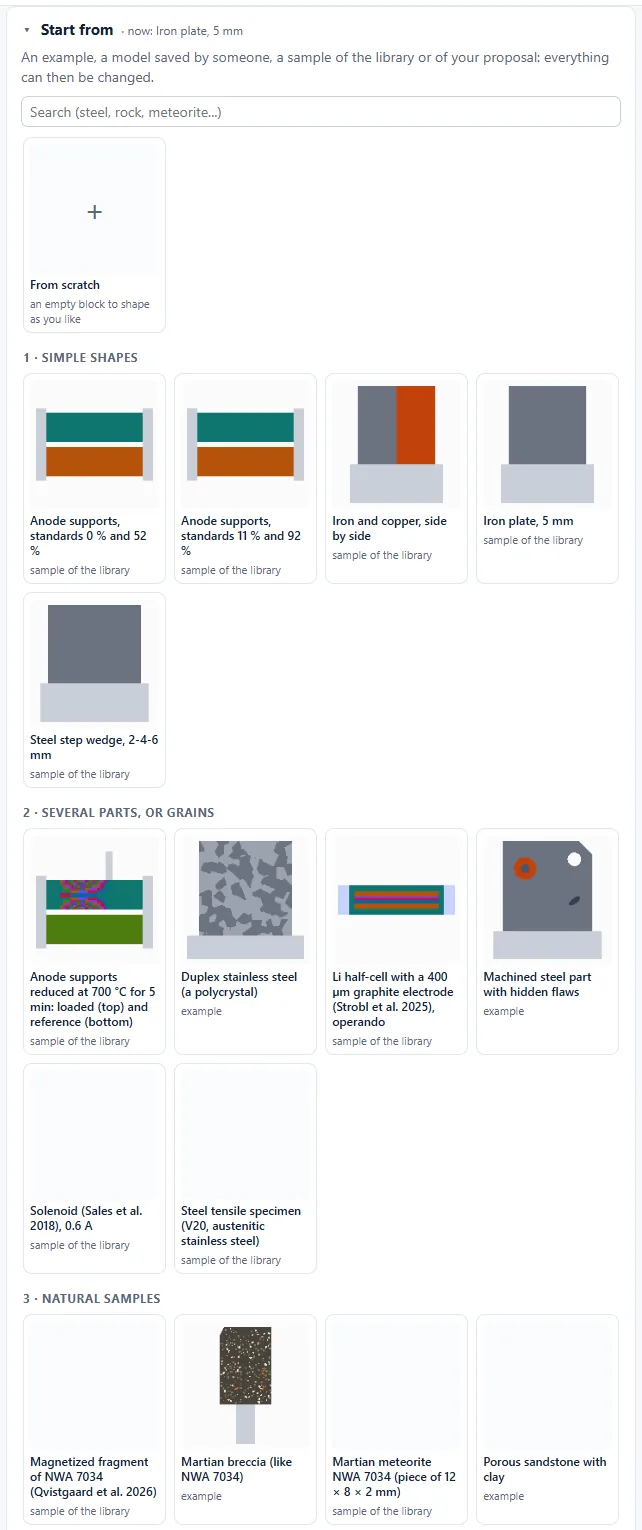 ▾ Start from · now: Iron plate, 5 mm
An example, a model saved by someone, a sample of the library or of your proposal: everything
can then be changed.
Search (steel, rock, meteorite...)
+
From scratch
an empty block to shape
as you like
1 · SIMPLE SHAPES
Anode supports,
standards 0 % and 52
%
sample of the library
Anode supports,
standards 11 % and 92
%
sample of the library
Iron and copper, side
by side
sample of the library
Iron plate, 5 mm
sample of the library
Steel step wedge, 2-4-6
mm
sample of the library
2 · SEVERAL PARTS, OR GRAINS
Anode supports
reduced at 700 °C for 5
min: loaded (top) and
reference (bottom)
sample of the library
Duplex stainless steel
(a polycrystal)
example
Li half-cell with a 400
µm graphite electrode
(Strobl et al. 2025),
operando
sample of the library
Machined steel part
with hidden flaws
example
Solenoid (Sales et al.
2018), 0.6 A
sample of the library
Steel tensile specimen
(V20, austenitic
stainless steel)
sample of the library
3 · NATURAL SAMPLES
Magnetized fragment
of NWA 7034
(Qvistgaard et al. 2026)
sample of the library
Martian breccia (like
NWA 7034)
example
Martian meteorite
NWA 7034 (piece of 12
× 8 × 2 mm)
sample of the library
Porous sandstone with
clay
example